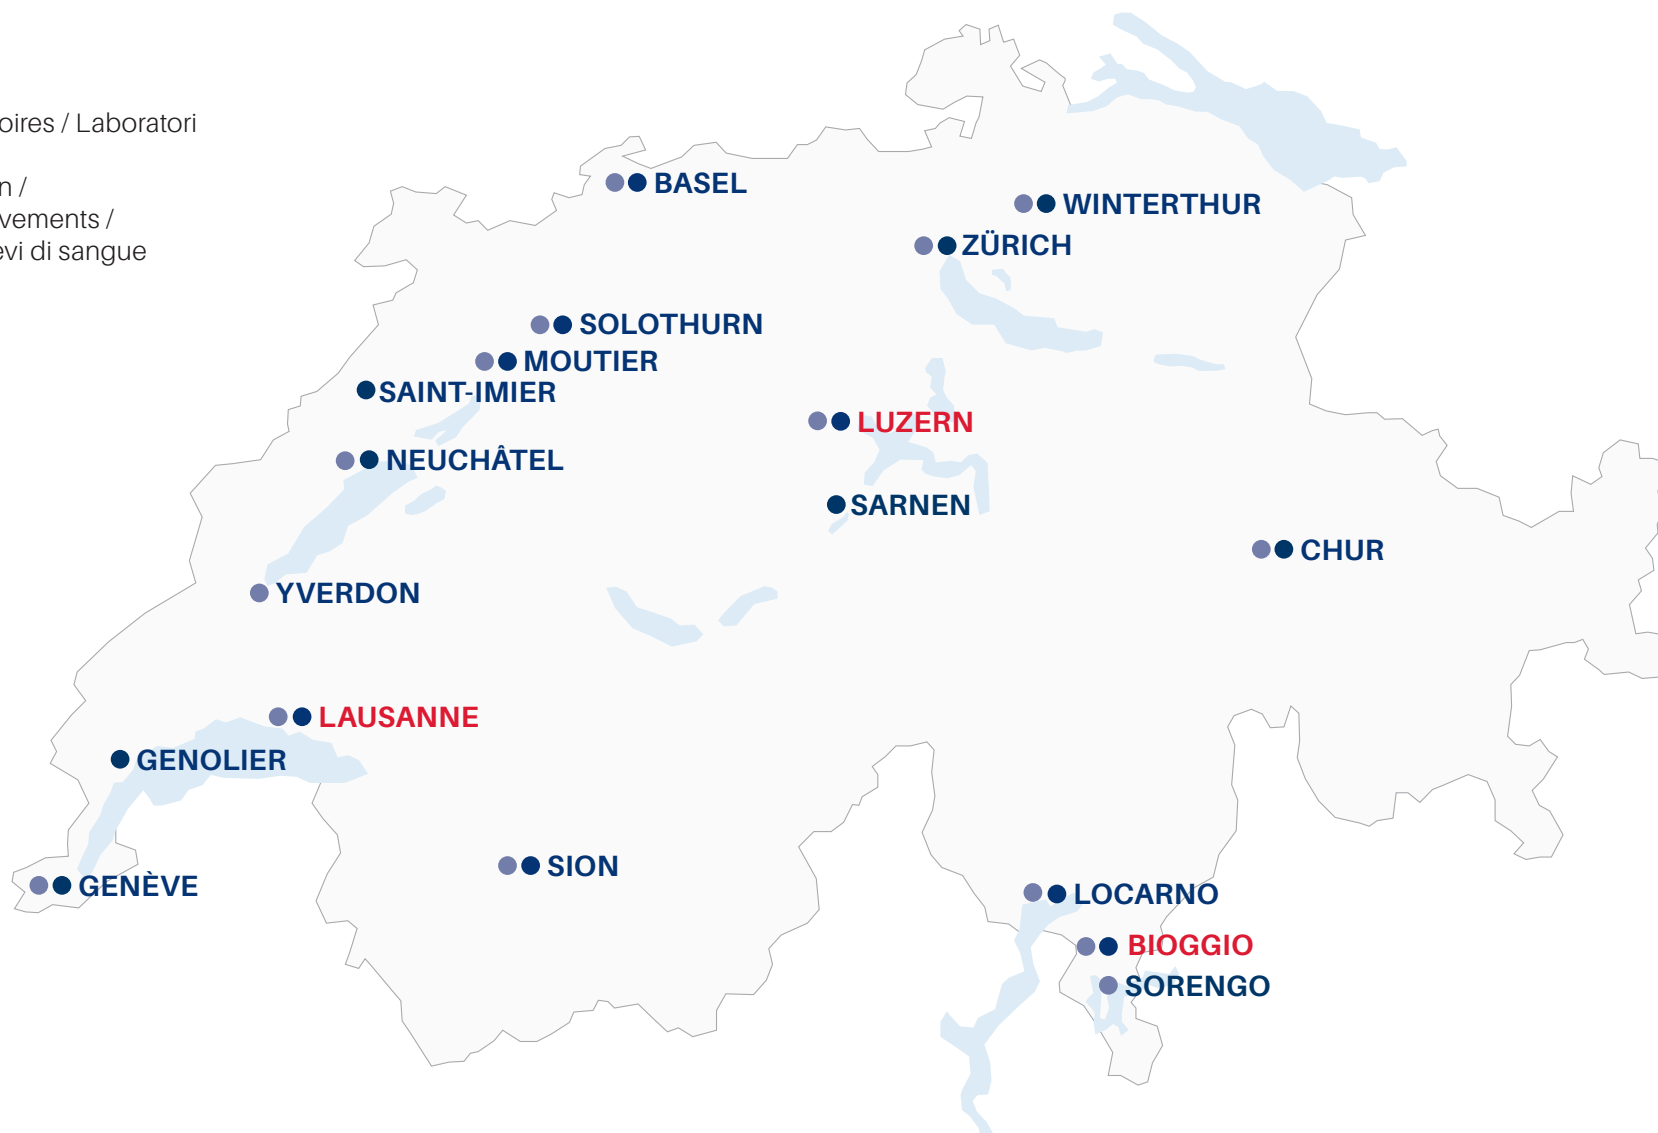 oires / Laboratori
n /
vements /
evi di sangue
BASEL
WINTERTHUR
ZÜRICH
SOLOTHURN
MOUTIER
SAINT-IMIER
LUZERN
NEUCHÂTEL
SARNEN
CHUR
YVERDON
LAUSANNE
GENOLIER
SION
GENÈVE
LOCARNO
BIOGGIO
SORENGO